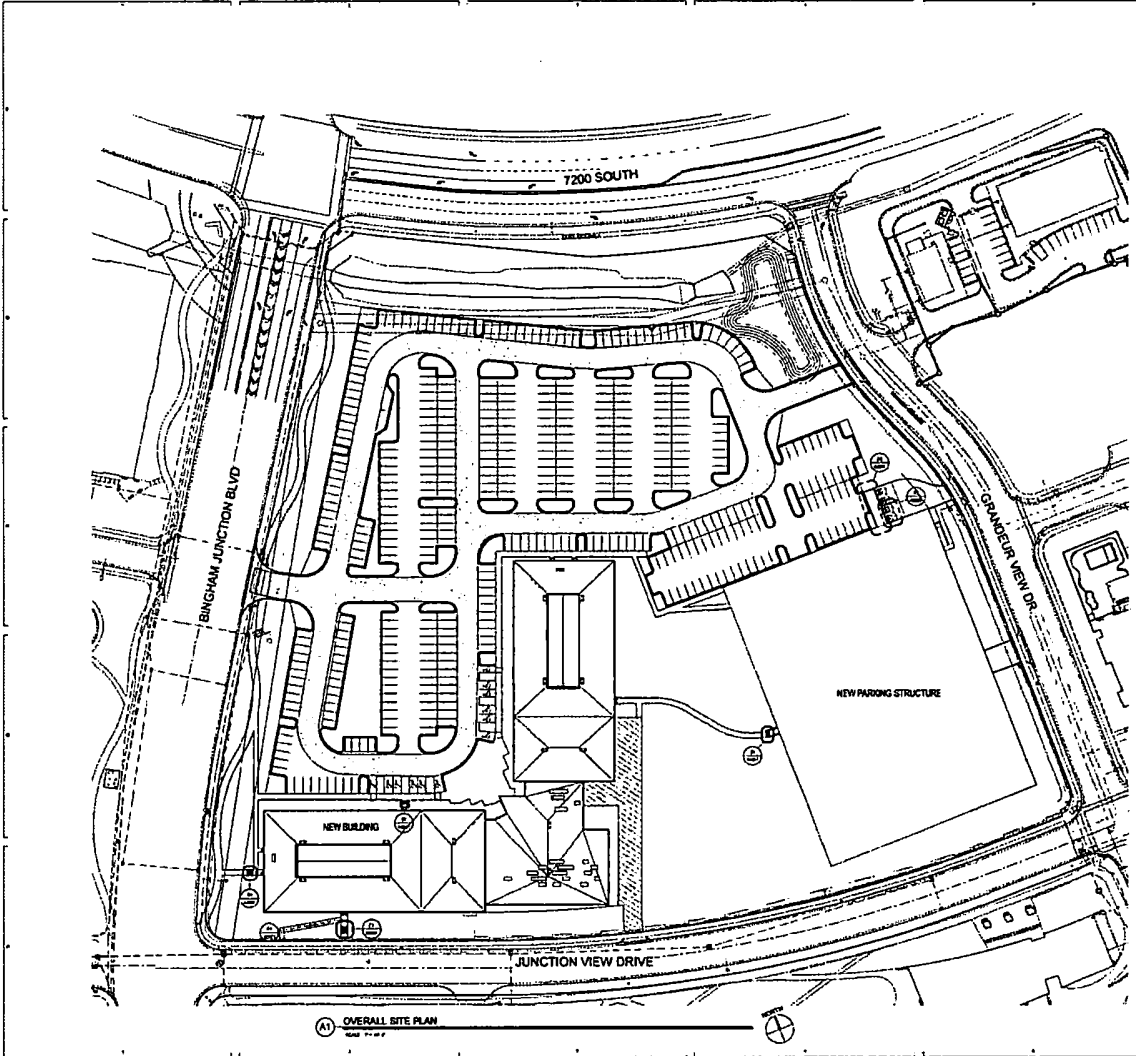 7200 SOUTH
BINGHAM JUNCTION BLVD
GRANDEUR VIEW DR.
NEW PARKING STRUCTURE
NEW BUILDING
JUNCTION VIEW DRIVE
A1 OVERALL SITE PLAN
NORTH